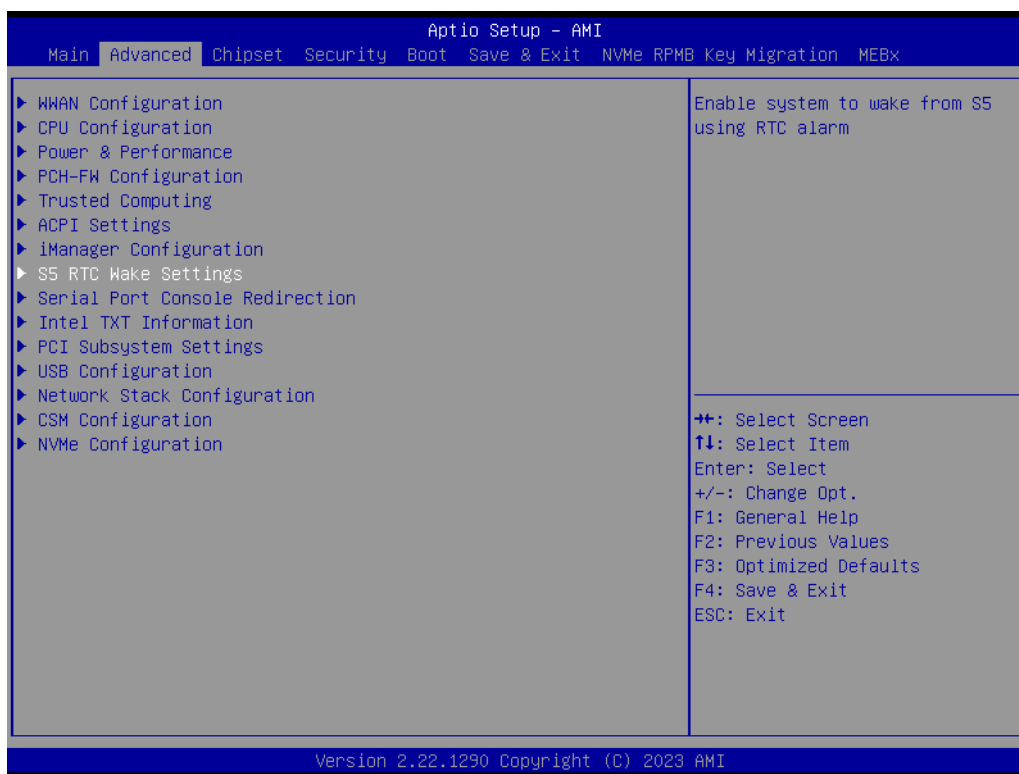 Aptio Setup – AMI
Main Advanced Chipset Security Boot Save & Exit NVMe RPMB Key Migration MEBx
WWAN Configuration
CPU Configuration
Power & Performance
PCH-FW Configuration
Trusted Computing
ACPI Settings
iManager Configuration
S5 RTC Wake Settings
Serial Port Console Redirection
Intel TXT Information
PCI Subsystem Settings
USB Configuration
Network Stack Configuration
CSM Configuration
NVMe Configuration
Enable system to wake from S5
using RTC alarm
→←: Select Screen
↑↓: Select Item
Enter: Select
+/-: Change Opt.
F1: General Help
F2: Previous Values
F3: Optimized Defaults
F4: Save & Exit
ESC: Exit
Version 2.22.1290 Copyright (C) 2023 AMI